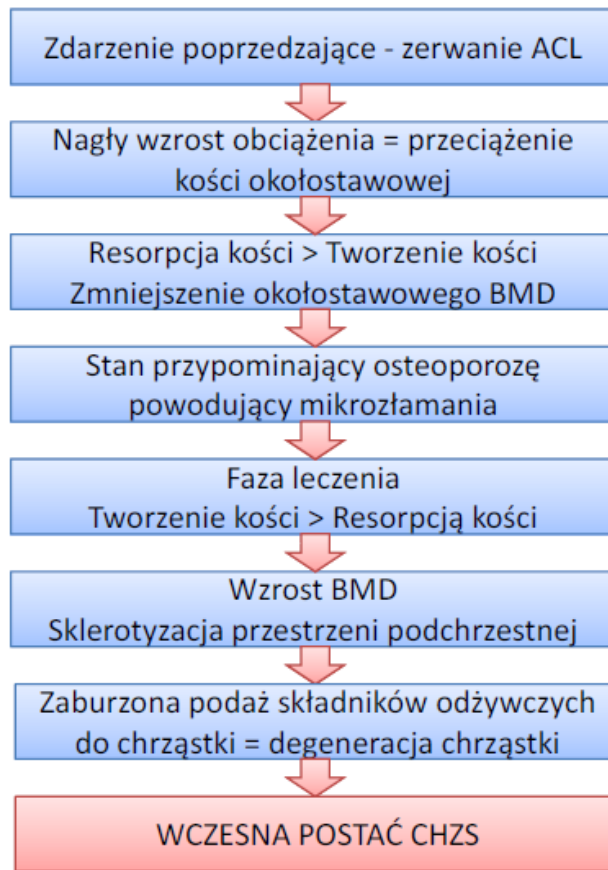 Zdarzenie poprzedzające - zerwanie ACL
Nagły wzrost obciążenia = przeciążenie
kości okołostawowej
Resorpcja kości > Tworzenie kości
Zmniejszenie okołostawowego BMD
Stan przypominający osteoporozę
powodujący mikrozłamania
Faza leczenia
Tworzenie kości > Resorpcją kości
Wzrost BMD
Sklerotyzacja przestrzeni podchrzestnej
Zaburzona podaż składników odżywczych
do chrząstki = degeneracja chrząstki
WCZESNA POSTAĆ CHZS